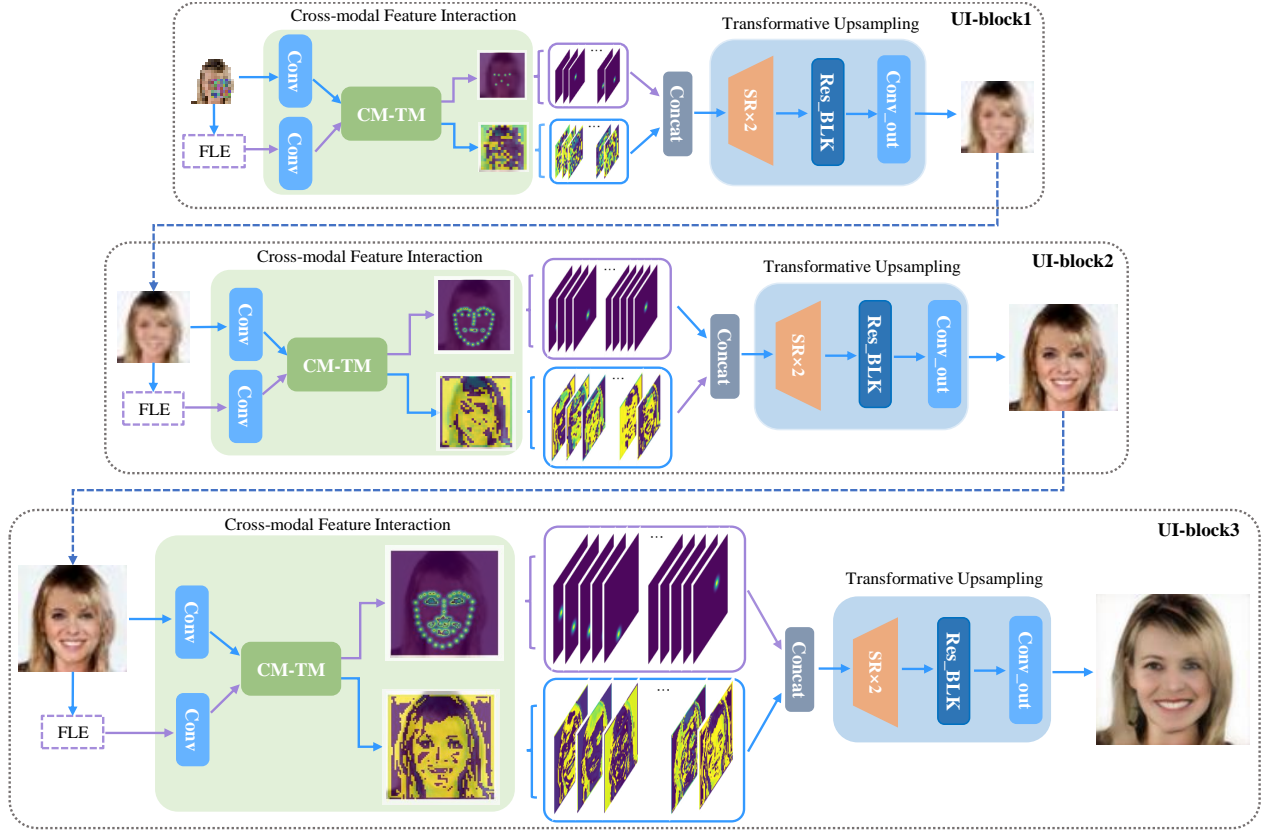 Cross-modal Feature Interaction
Transformative Upsampling
UI-block1
Conv
FLE
Conv
CM-TM
...
...
Concat
SR×2
Res_BLK
Conv_out
Cross-modal Feature Interaction
Transformative Upsampling
UI-block2
Conv
FLE
Conv
CM-TM
...
...
Concat
SR×2
Res_BLK
Conv_out
Cross-modal Feature Interaction
Transformative Upsampling
UI-block3
Conv
FLE
Conv
CM-TM
...
...
Concat
SR×2
Res_BLK
Conv_out